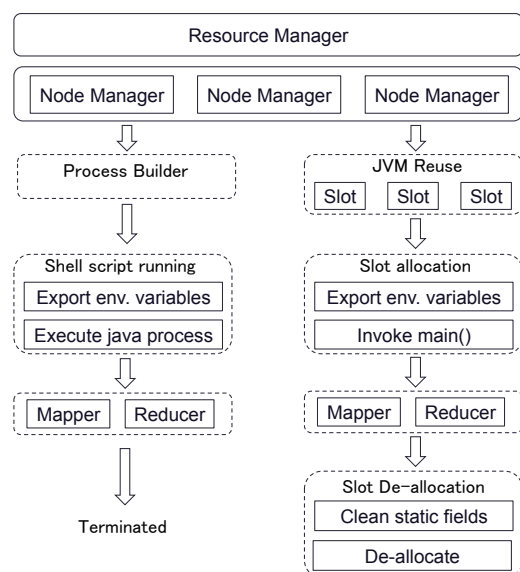 Resource Manager
Node Manager Node Manager Node Manager
Process Builder
Shell script running
Export env. variables
Execute java process
Mapper Reducer
Terminated
JVM Reuse
Slot Slot Slot
Slot allocation
Export env. variables
Invoke main()
Mapper Reducer
Slot De-allocation
Clean static fields
De-allocate